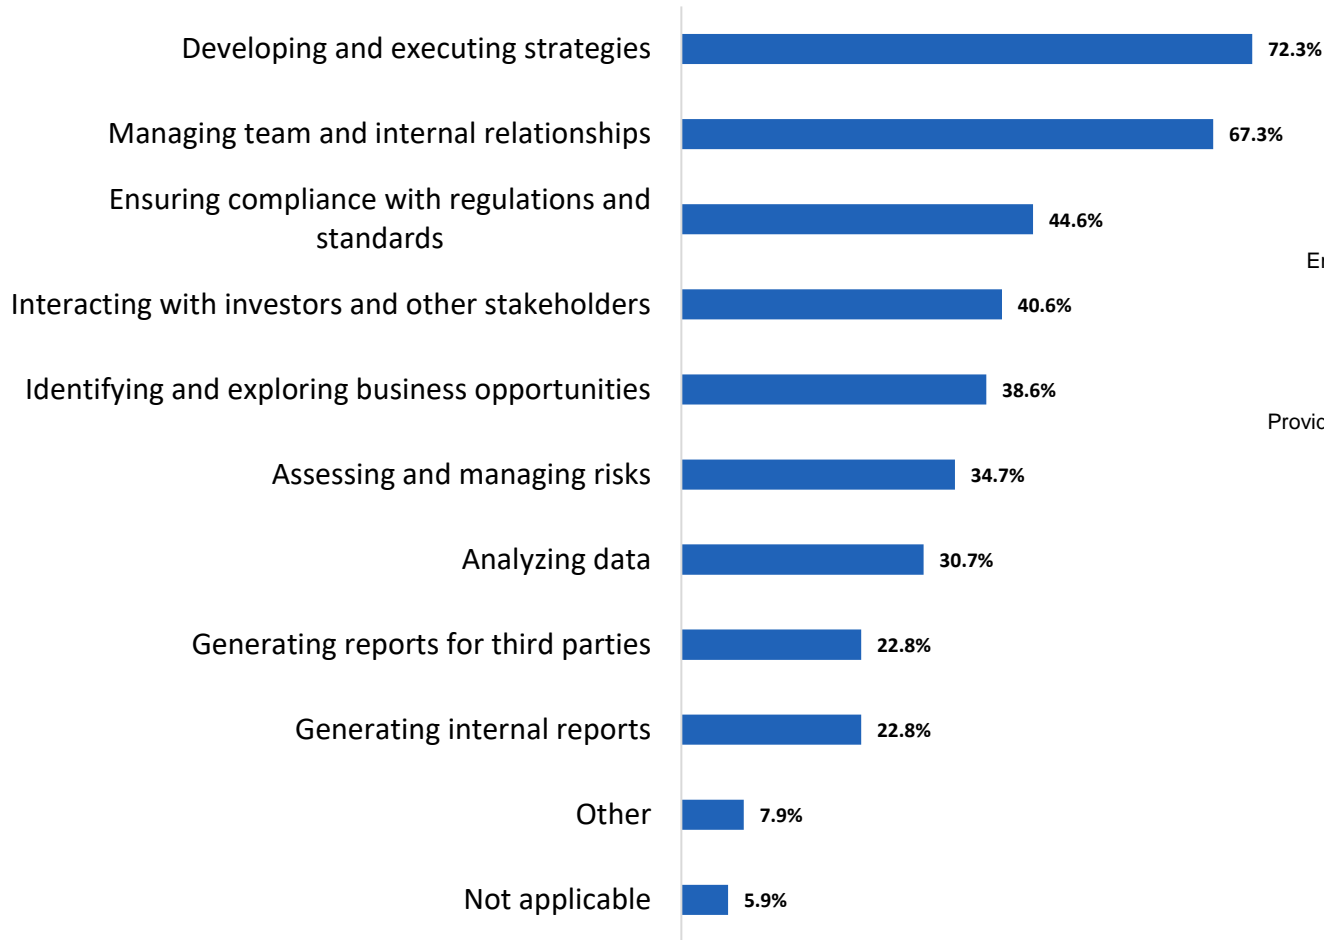 Developing and executing strategies
72.3%
Managing team and internal relationships
67.3%
Ensuring compliance with regulations and
standards
44.6%
Interacting with investors and other stakeholders
40.6%
Identifying and exploring business opportunities
38.6%
Assessing and managing risks
34.7%
Analyzing data
30.7%
Generating reports for third parties
22.8%
Generating internal reports
22.8%
Other
7.9%
Not applicable
5.9%